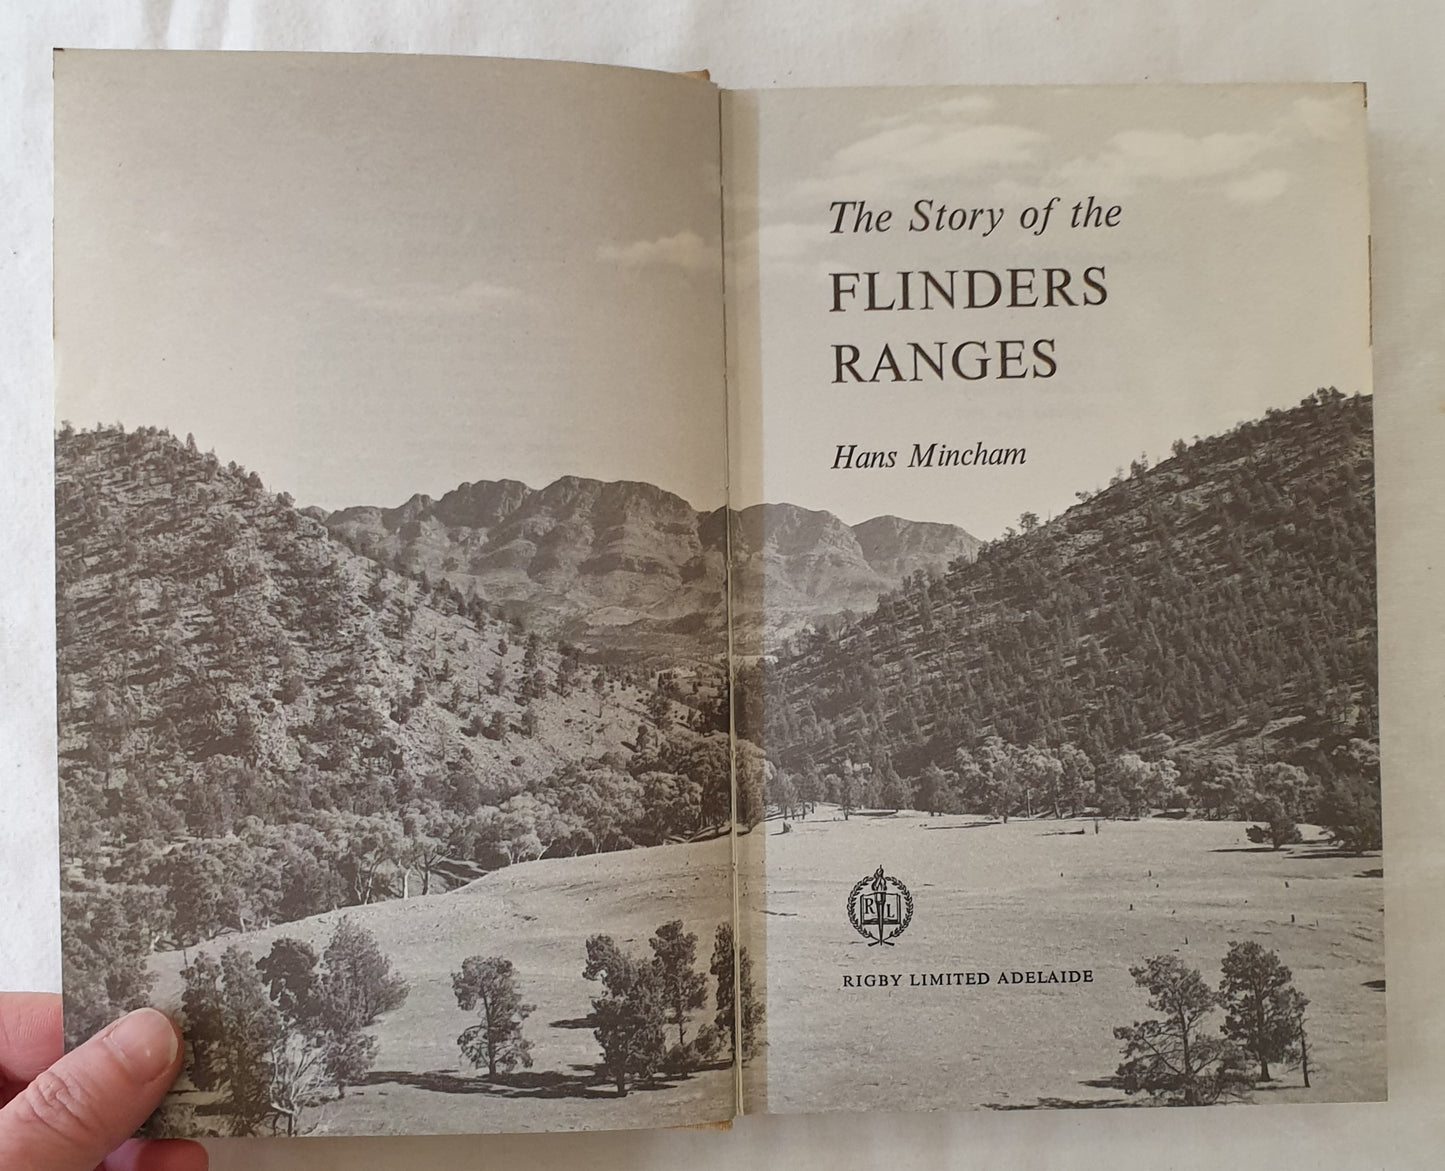 The Story of the
FLINDERS
RANGES
Hans Mincham
R L
RIGBY LIMITED ADELAIDE